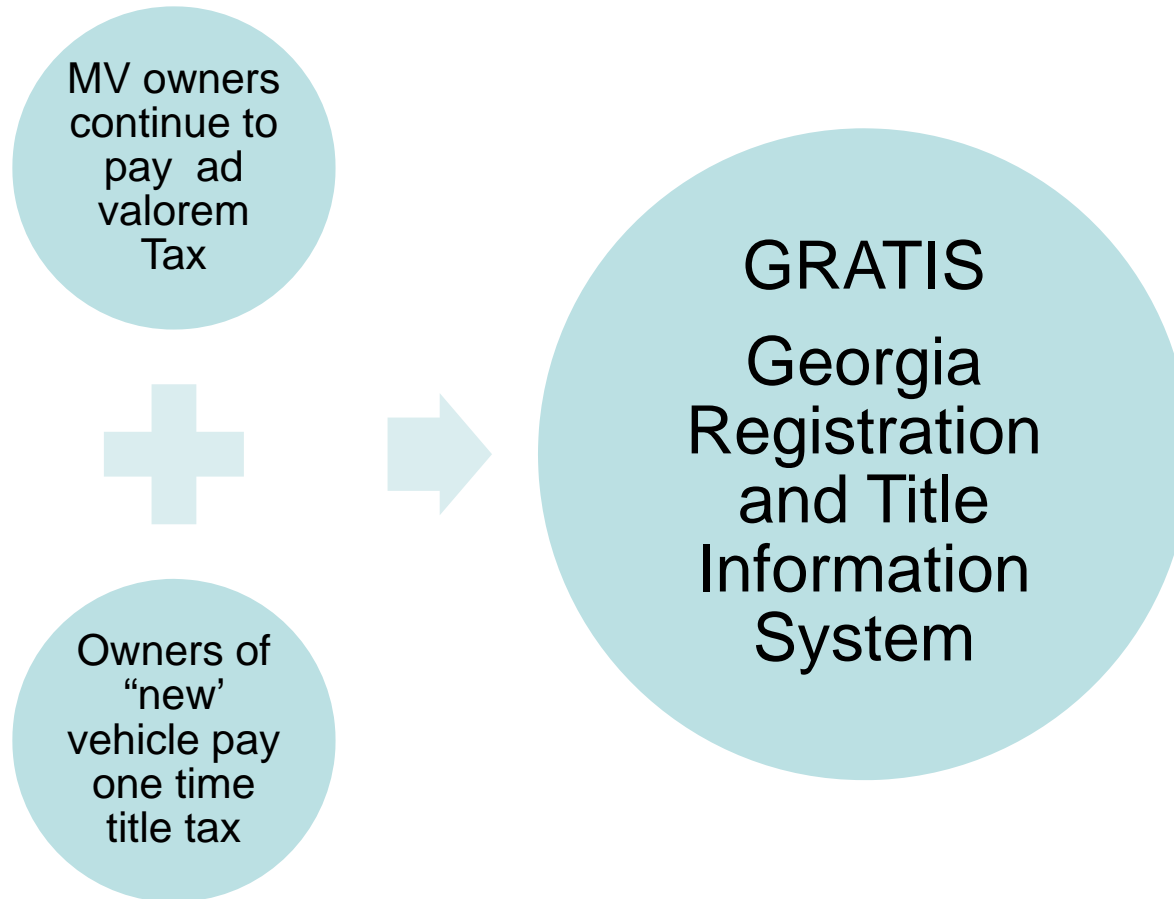 MV owners
continue to
pay  ad
valorem
Tax
Owners of
“new’
vehicle pay
one time
title tax
GRATIS
Georgia
Registration
and Title
Information
System